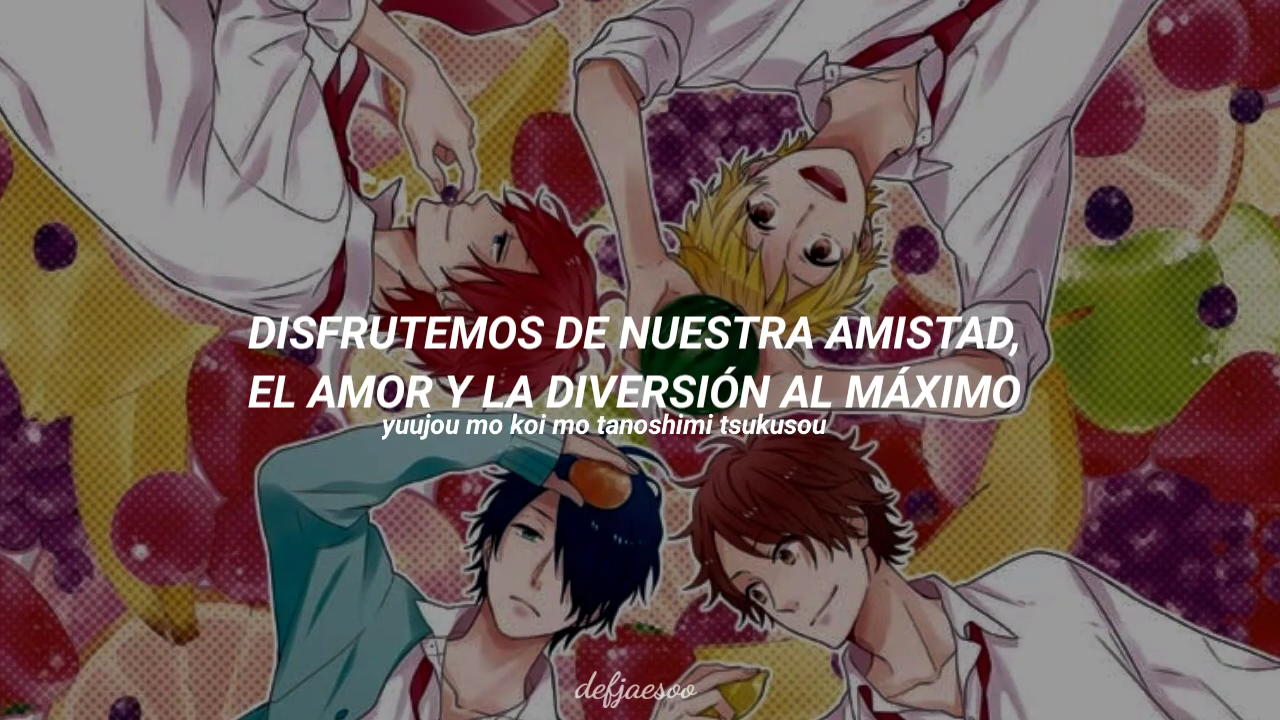 DISFRUTEMOS DE NUESTRA AMISTAD,
EL AMOR Y LA DIVERSIÓN AL MÁXIMO
yuujou mo koi mo tanoshimi tsukusou
defjaesoo